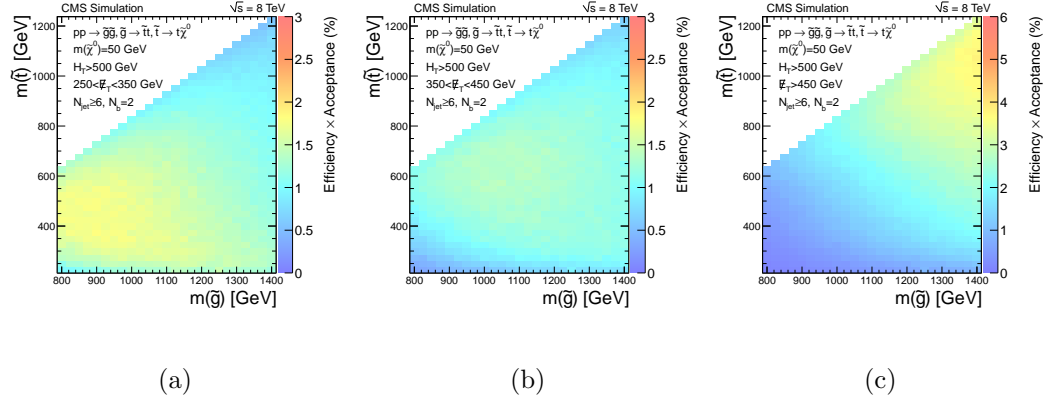 CMS Simulation √s = 8 TeV
pp → g̃g̃, g̃ → t̃t, t̃ → tχ̃⁰
m(χ̃⁰)=50 GeV
H_T>500 GeV
250<E̸_T<350 GeV
N_jet≥6, N_b=2
m(t̃) [GeV]
1200
1000
800
600
400
800 900 1000 1100 1200 1300 1400
m(g̃) [GeV]
3
2.5
2
1.5
1
0.5
0
Efficiency × Acceptance (%)
(a)
CMS Simulation √s = 8 TeV
pp → g̃g̃, g̃ → t̃t, t̃ → tχ̃⁰
m(χ̃⁰)=50 GeV
H_T>500 GeV
350<E̸_T<450 GeV
N_jet≥6, N_b=2
m(t̃) [GeV]
1200
1000
800
600
400
800 900 1000 1100 1200 1300 1400
m(g̃) [GeV]
3
2.5
2
1.5
1
0.5
0
Efficiency × Acceptance (%)
(b)
CMS Simulation √s = 8 TeV
pp → g̃g̃, g̃ → t̃t, t̃ → tχ̃⁰
m(χ̃⁰)=50 GeV
H_T>500 GeV
E̸_T>450 GeV
N_jet≥6, N_b=2
m(t̃) [GeV]
1200
1000
800
600
400
800 900 1000 1100 1200 1300 1400
m(g̃) [GeV]
6
5
4
3
2
1
0
Efficiency × Acceptance (%)
(c)